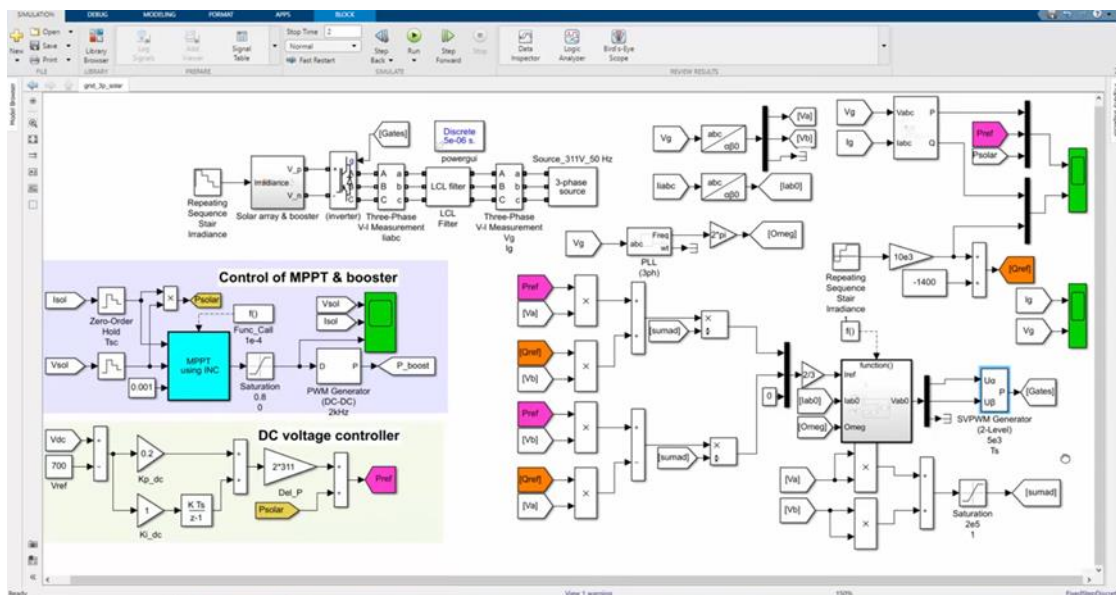 SIMULATION DEBUG MODELING FORMAT APPS BLOCK
New
Open
Save
Print
FILE
Library
Browser
LIBRARY
Log
Signals
Add
Viewer
Signal
Table
PREPARE
Stop Time 2
Normal
Fast Restart
Step
Back
Run
Step
Forward
Stop
SIMULATE
Data
Inspector
Logic
Analyzer
Bird's-Eye
Scope
REVIEW RESULTS
Model Browser
grid_3p_solar
Repeating
Sequence
Stair
Irradiance
Irradiance
V_p
V_n
Solar array & booster
[Gates]
g
(inverter)
Discrete
5e-06 s.
powergui
A a
B b
C c
Three-Phase
V-I Measurement
Iiabc
LCL filter
LCL
Filter
A a
B b
C c
Three-Phase
V-I Measurement
Vg
Ig
Source_311V_50 Hz
3-phase
source
Vg
abc
αβ0
[Va]
[Vb]
Iiabc
abc
αβ0
[Iab0]
Vg
abc
Freq
wt
PLL
(3ph)
2*pi
[Omeg]
Vg
Ig
Vabc
Iabc
P
Q
Pref
Psolar
Repeating
Sequence
Stair
Irradiance
1
10e3
-1400
[Qref]
Ig
Vg
Control of MPPT & booster
Isol
Zero-Order
Hold
Tsc
×
Psolar
f()
Func_Call
1e-4
Vsol
0.001
MPPT
using INC
Saturation
0.8
0
Vsol
Isol
D P
PWM Generator
(DC-DC)
2kHz
P_boost
DC voltage controller
Vdc
700
Vref
0.2
Kp_dc
1
Ki_dc
K Ts
z-1
2*311
Del_P
Psolar
Pref
Pref
[Va]
[Qref]
[Vb]
[sumad]
Pref
[Vb]
[Qref]
[Va]
[sumad]
0
2/3
[Iab0]
[Omeg]
f()
function()
Iref
Iab0
Omeg
Vab0
Uα
Uβ
P
[Gates]
SVPWM Generator
(2-Level)
5e3
Ts
[Va]
[Vb]
Saturation
2e5
1
[sumad]
Ready
View 1 warning
150%
FixedStepDiscrete